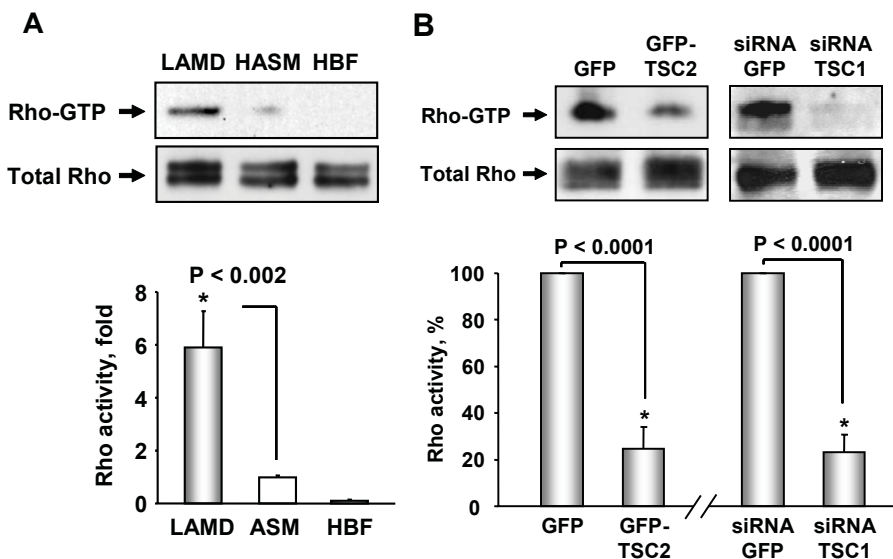 A
LAMD HASM HBF
Rho-GTP
Total Rho
P < 0.002
*
Rho activity, fold
8
6
4
2
0
LAMD ASM HBF
B
GFP GFP-TSC2 siRNA GFP siRNA TSC1
Rho-GTP
Total Rho
P < 0.0001 P < 0.0001
Rho activity, %
100
80
60
40
20
0
* *
GFP GFP-TSC2 siRNA GFP siRNA TSC1